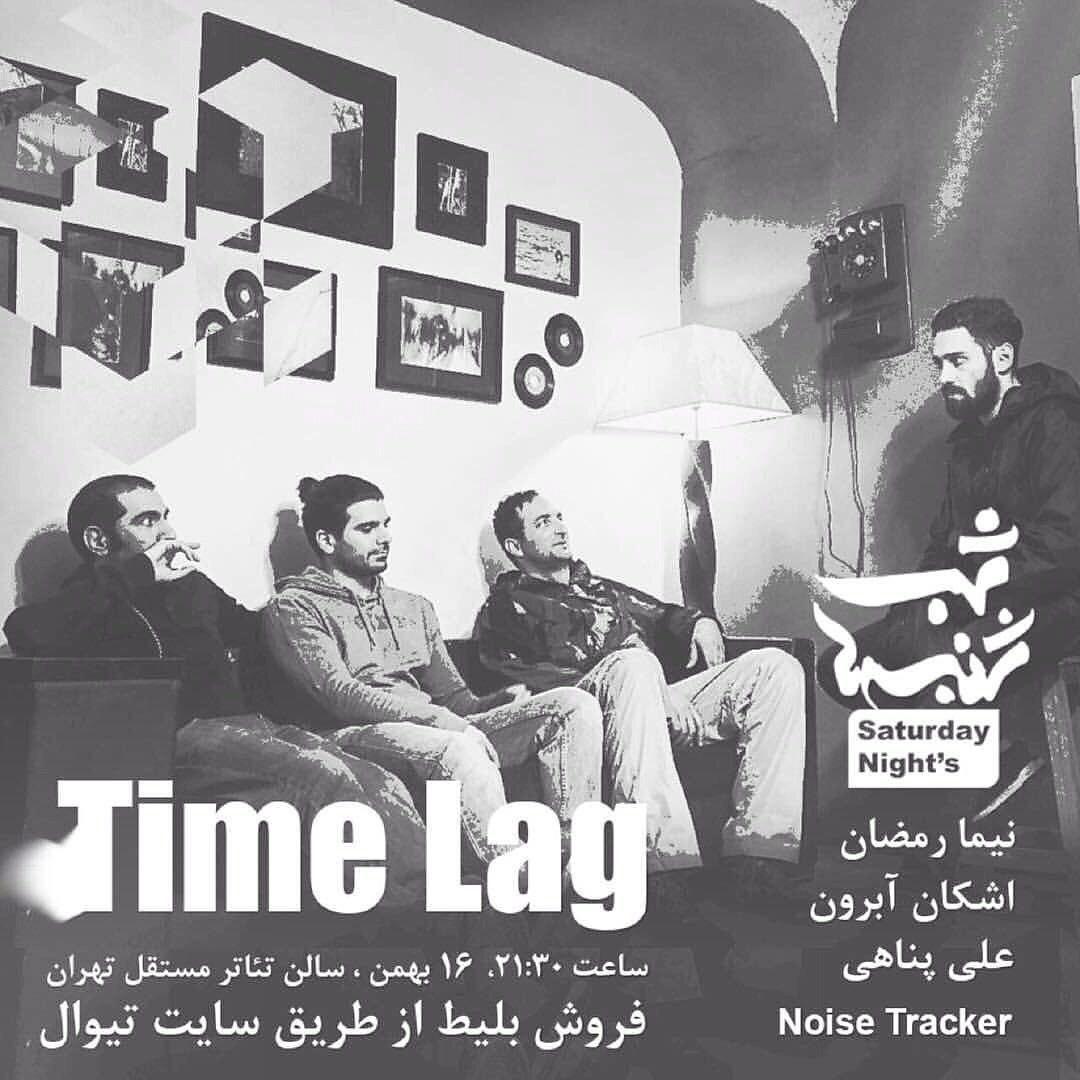 شب
شنبه‌ها
Saturday
Night's
Time Lag
نیما رمضان
اشکان آبرون
علی پناهی
Noise Tracker
ساعت ۲۱:۳۰، ۱۶ بهمن ، سالن تئاتر مستقل تهران
فروش بلیط از طریق سایت تیوال